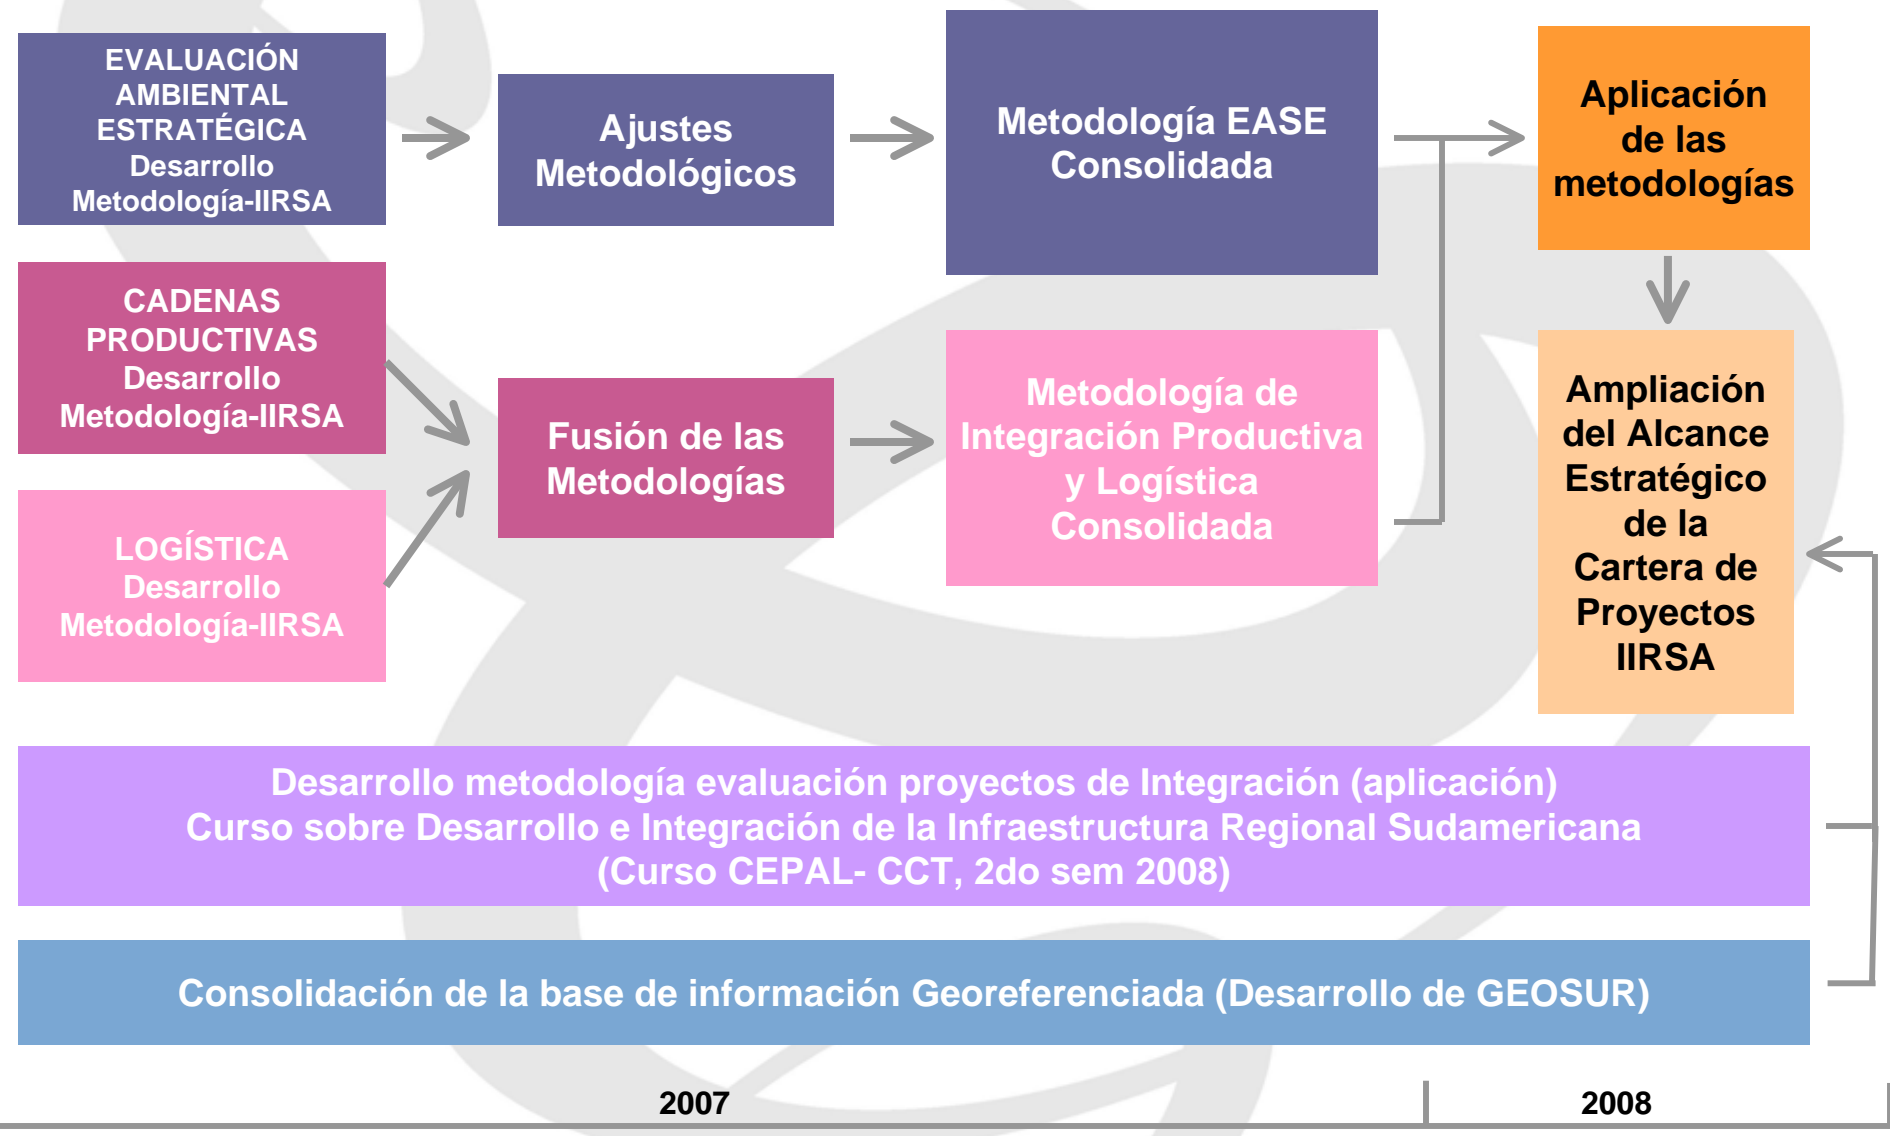 EVALUACIÓN
AMBIENTAL
ESTRATÉGICA
Desarrollo
Metodología-IIRSA
Ajustes
Metodológicos
Metodología EASE
Consolidada
Aplicación
de las
metodologías
CADENAS
PRODUCTIVAS
Desarrollo
Metodología-IIRSA
LOGÍSTICA
Desarrollo
Metodología-IIRSA
Fusión de las
Metodologías
Metodología de
Integración Productiva
y Logística
Consolidada
Ampliación
del Alcance
Estratégico
de la
Cartera de
Proyectos
IIRSA
Desarrollo metodología evaluación proyectos de Integración (aplicación)
Curso sobre Desarrollo e Integración de la Infraestructura Regional Sudamericana
(Curso CEPAL- CCT, 2do sem 2008)
Consolidación de la base de información Georeferenciada (Desarrollo de GEOSUR)
2007
2008